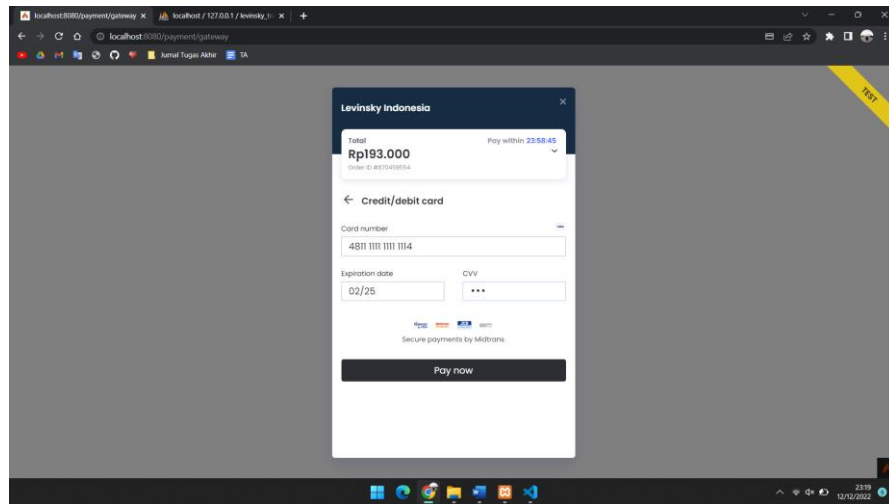 localhost:8080/payment/gateway
localhost / 127.0.0.1 / levinsky_t
localhost:8080/payment/gateway
Jurnal Tugas Akhir
TA
TEST
Levinsky Indonesia
Total
Pay within 23:58:45
Rp193.000
Credit/debit card
Card number
4811 1111 1111 1114
Expiration date
CVV
02/25
•••
Secure payments by Midtrans
Pay now
23:19
12/12/2022